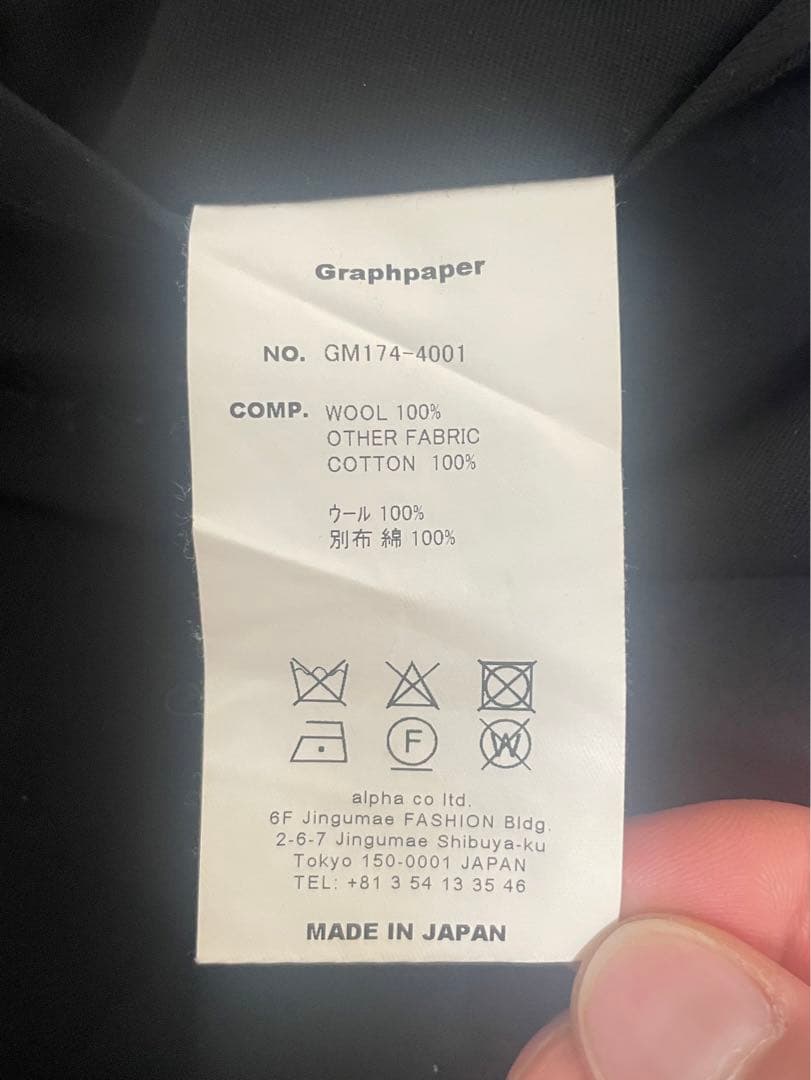 Graphpaper
NO. GM174-4001
COMP. WOOL 100%
OTHER FABRIC
COTTON 100%
ウール 100%
別布 綿 100%
F W
alpha co ltd.
6F Jingumae FASHION Bldg.
2-6-7 Jingumae Shibuya-ku
Tokyo 150-0001 JAPAN
TEL: +81 3 54 13 35 46
MADE IN JAPAN